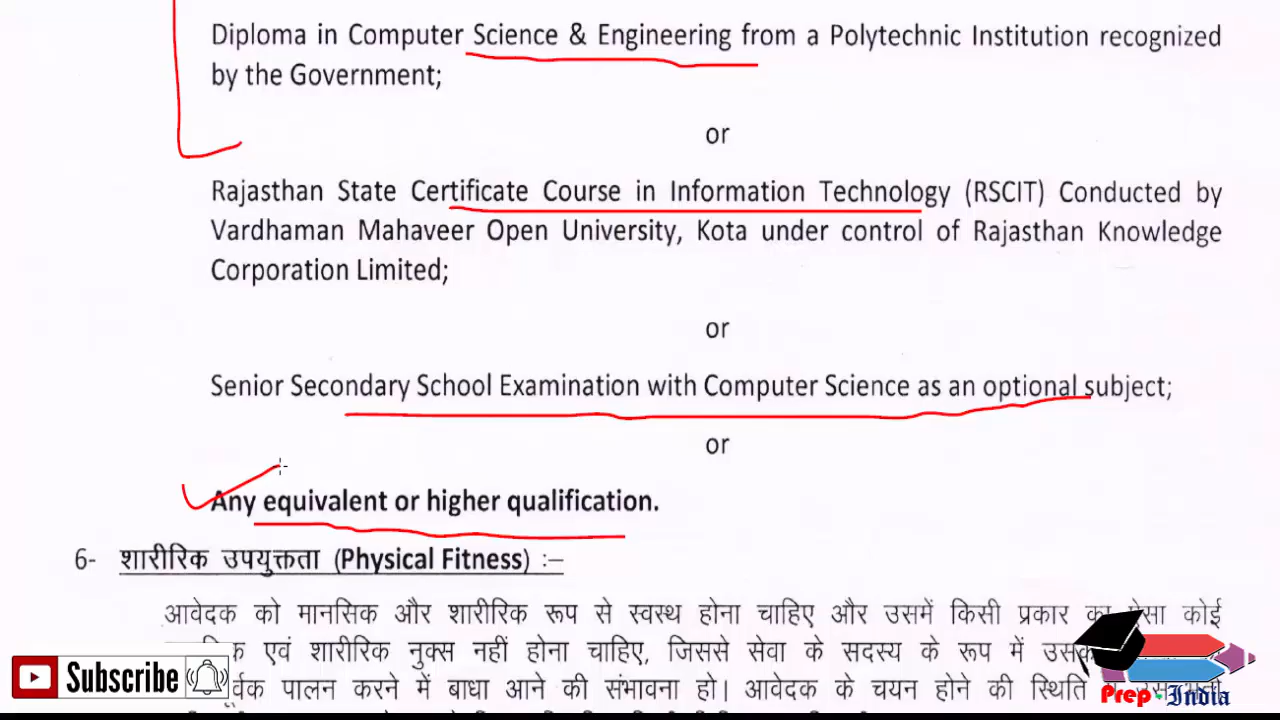 Diploma in Computer Science & Engineering from a Polytechnic Institution recognized
by the Government;
or
Rajasthan State Certificate Course in Information Technology (RSCIT) Conducted by
Vardhaman Mahaveer Open University, Kota under control of Rajasthan Knowledge
Corporation Limited;
or
Senior Secondary School Examination with Computer Science as an optional subject;
or
Any equivalent or higher qualification.
6- शारीरिक उपयुक्तता (Physical Fitness) :–
आवेदक को मानसिक और शारीरिक रूप से स्वस्थ होना चाहिए और उसमें किसी प्रकार का ऐसा कोई
एवं शारीरिक नुक्स नहीं होना चाहिए, जिससे सेवा के सदस्य के रूप में
पालन करने में बाधा आने की संभावना हो। आवेदक के चयन होने की स्थिति
Subscribe
Prep-India